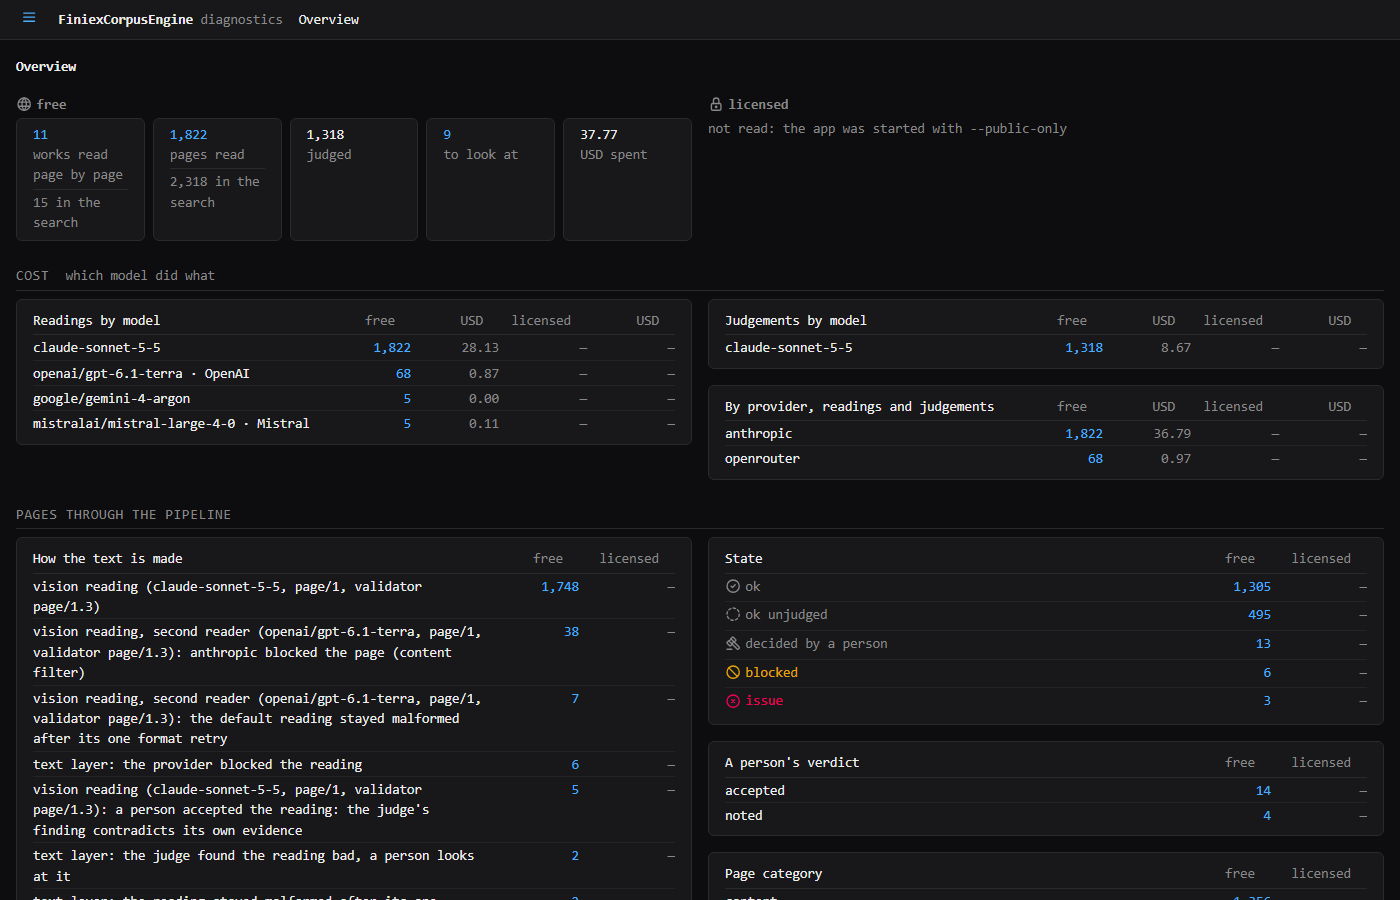 FiniexCorpusEngine diagnostics Overview
Overview
free
11
works read
page by page
15 in the
search
1,822
pages read
2,318 in the
search
1,318
judged
9
to look at
37.77
USD spent
licensed
not read: the app was started with --public-only
COST which model did what
Readings by model free USD licensed USD
claude-sonnet-5-5 1,822 28.13 — —
openai/gpt-6.1-terra · OpenAI 68 0.87 — —
google/gemini-4-argon 5 0.00 — —
mistralai/mistral-large-4-0 · Mistral 5 0.11 — —
Judgements by model free USD licensed USD
claude-sonnet-5-5 1,318 8.67 — —
By provider, readings and judgements free USD licensed USD
anthropic 1,822 36.79 — —
openrouter 68 0.97 — —
PAGES THROUGH THE PIPELINE
How the text is made free licensed
vision reading (claude-sonnet-5-5, page/1, validator 1,748 —
page/1.3)
vision reading, second reader (openai/gpt-6.1-terra, page/1, 38 —
validator page/1.3): anthropic blocked the page (content
filter)
vision reading, second reader (openai/gpt-6.1-terra, page/1, 7 —
validator page/1.3): the default reading stayed malformed
after its one format retry
text layer: the provider blocked the reading 6 —
vision reading (claude-sonnet-5-5, page/1, validator 5 —
page/1.3): a person accepted the reading: the judge's
finding contradicts its own evidence
text layer: the judge found the reading bad, a person looks 2 —
at it
State free licensed
ok 1,305 —
ok unjudged 495 —
decided by a person 13 —
blocked 6 —
issue 3 —
A person's verdict free licensed
accepted 14 —
noted 4 —
Page category free licensed